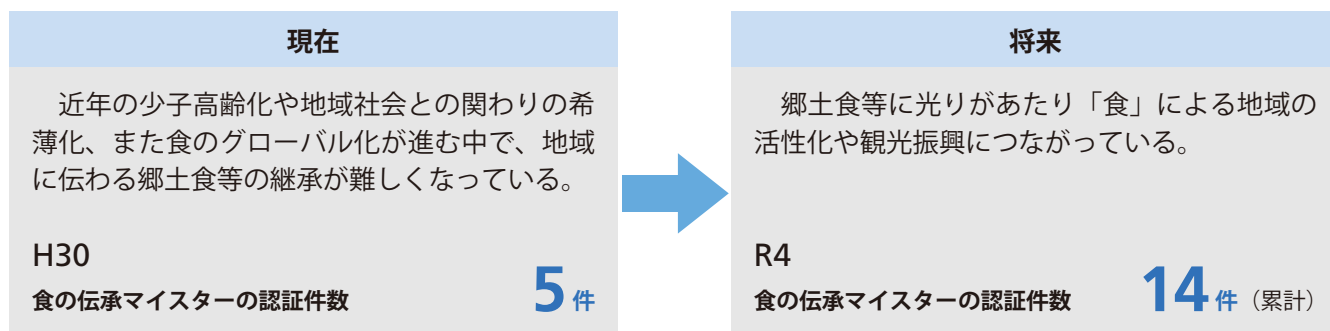 現在
近年の少子高齢化や地域社会との関わりの希
薄化、また食のグローバル化が進む中で、地域
に伝わる郷土食等の継承が難しくなっている。
H30
食の伝承マイスターの認証件数 5件
将来
郷土食等に光りがあたり「食」による地域の
活性化や観光振興につながっている。
R4
食の伝承マイスターの認証件数 14件（累計）